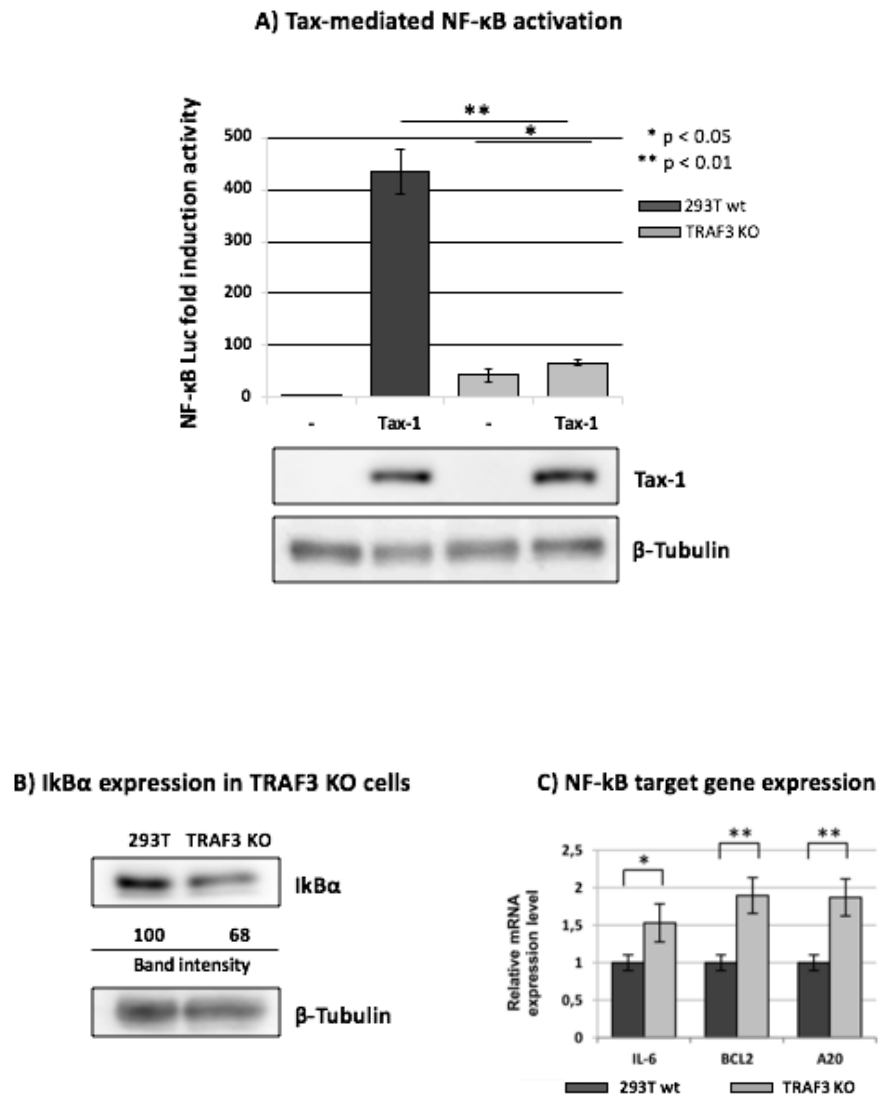 A) Tax-mediated NF-κB activation
NF-κB Luc fold induction activity
500
400
300
200
100
0
**
*
* p < 0.05
** p < 0.01
293T wt
TRAF3 KO
- Tax-1 - Tax-1
Tax-1
β-Tubulin
B) IkBα expression in TRAF3 KO cells
293T TRAF3 KO
IkBα
100 68
Band intensity
β-Tubulin
C) NF-kB target gene expression
Relative mRNA
expression level
2,5
2
1,5
1
0,5
0
* ** **
IL-6 BCL2 A20
293T wt TRAF3 KO